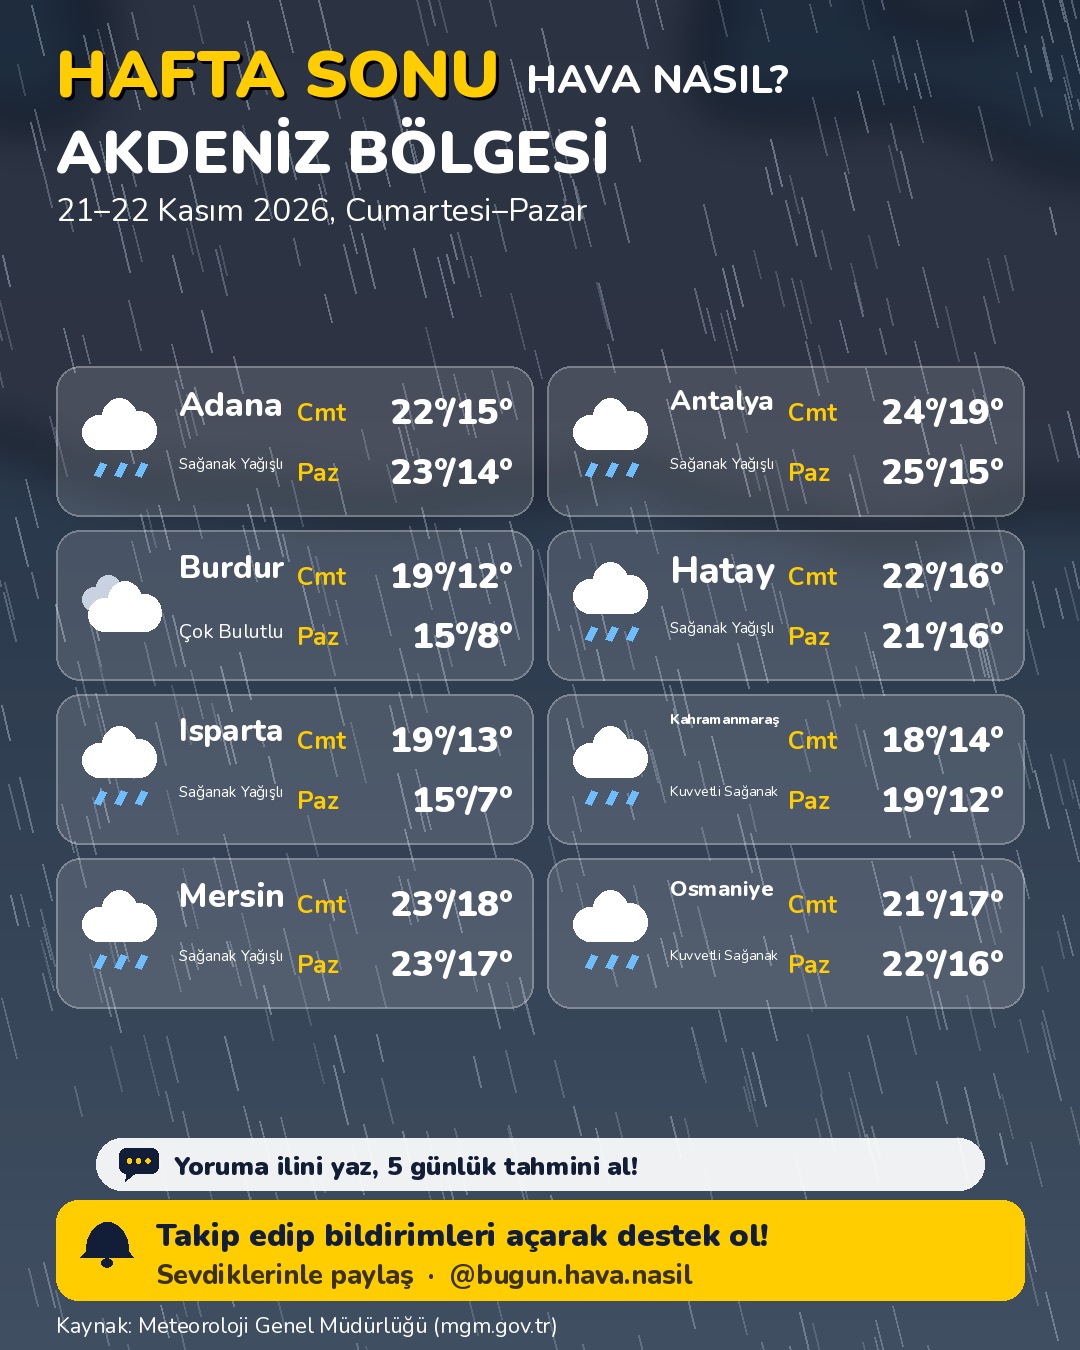 HAFTA SONU HAVA NASIL?
AKDENİZ BÖLGESİ
21–22 Kasım 2026, Cumartesi–Pazar
Adana Cmt 22°/15°
Sağanak Yağışlı Paz 23°/14°
Antalya Cmt 24°/19°
Sağanak Yağışlı Paz 25°/15°
Burdur Cmt 19°/12°
Çok Bulutlu Paz 15°/8°
Hatay Cmt 22°/16°
Sağanak Yağışlı Paz 21°/16°
Isparta Cmt 19°/13°
Sağanak Yağışlı Paz 15°/7°
Kahramanmaraş Cmt 18°/14°
Kuvvetli Sağanak Paz 19°/12°
Mersin Cmt 23°/18°
Sağanak Yağışlı Paz 23°/17°
Osmaniye Cmt 21°/17°
Kuvvetli Sağanak Paz 22°/16°
Yoruma ilini yaz, 5 günlük tahmini al!
Takip edip bildirimleri açarak destek ol!
Sevdiklerinle paylaş · @bugun.hava.nasil
Kaynak: Meteoroloji Genel Müdürlüğü (mgm.gov.tr)